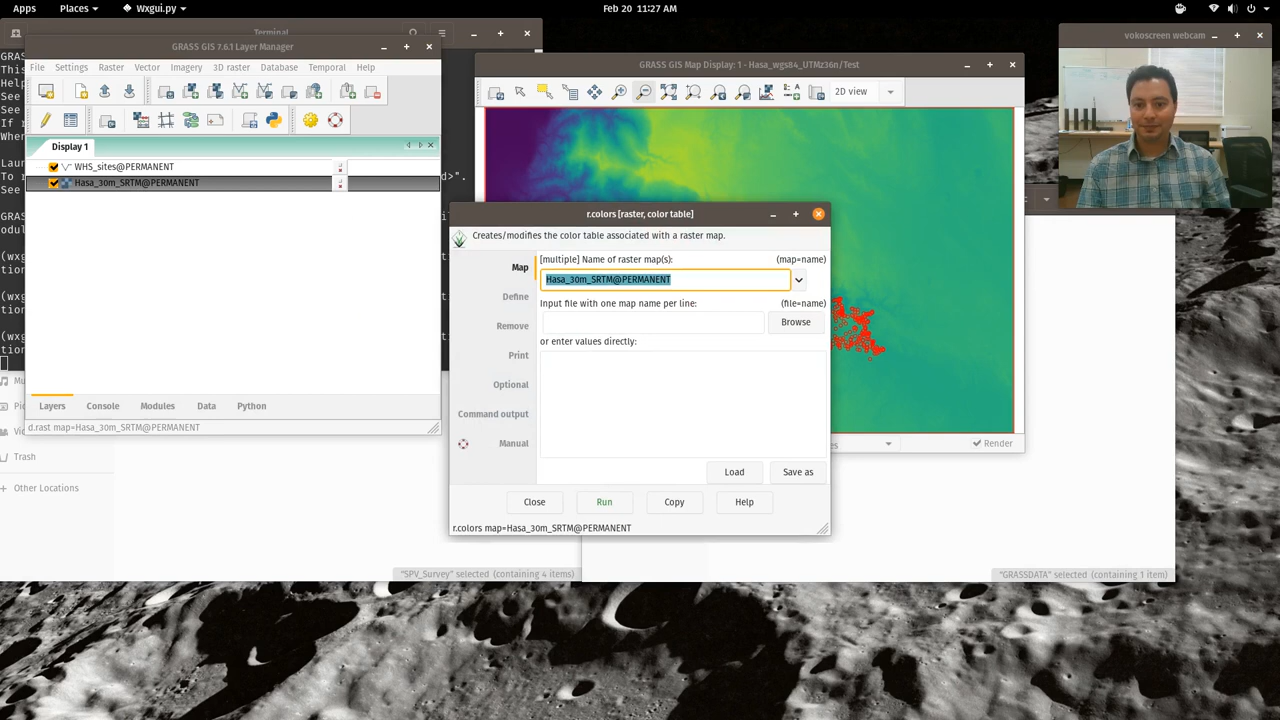 Apps Places Wxgui.py Feb 20 11:27 AM
Terminal
GRASS GIS 7.6.1 Layer Manager
File Settings Raster Vector Imagery 3D raster Database Temporal Help
Display 1
WHS_sites@PERMANENT
Hasa_30m_SRTM@PERMANENT
Layers Console Modules Data Python
d.rast map=Hasa_30m_SRTM@PERMANENT
Trash
Other Locations
"SPV_Survey" selected (containing 4 items)
GRASS GIS Map Display: 1 - Hasa_wgs84_UTMz36n/Test
2D view
Render
r.colors [raster, color table]
Creates/modifies the color table associated with a raster map.
Map
Define
Remove
Print
Optional
Command output
Manual
[multiple] Name of raster map(s): (map=name)
Hasa_30m_SRTM@PERMANENT
Input file with one map name per line: (file=name)
Browse
or enter values directly:
Load Save as
Close Run Copy Help
r.colors map=Hasa_30m_SRTM@PERMANENT
"GRASSDATA" selected (containing 1 item)
vokoscreen webcam